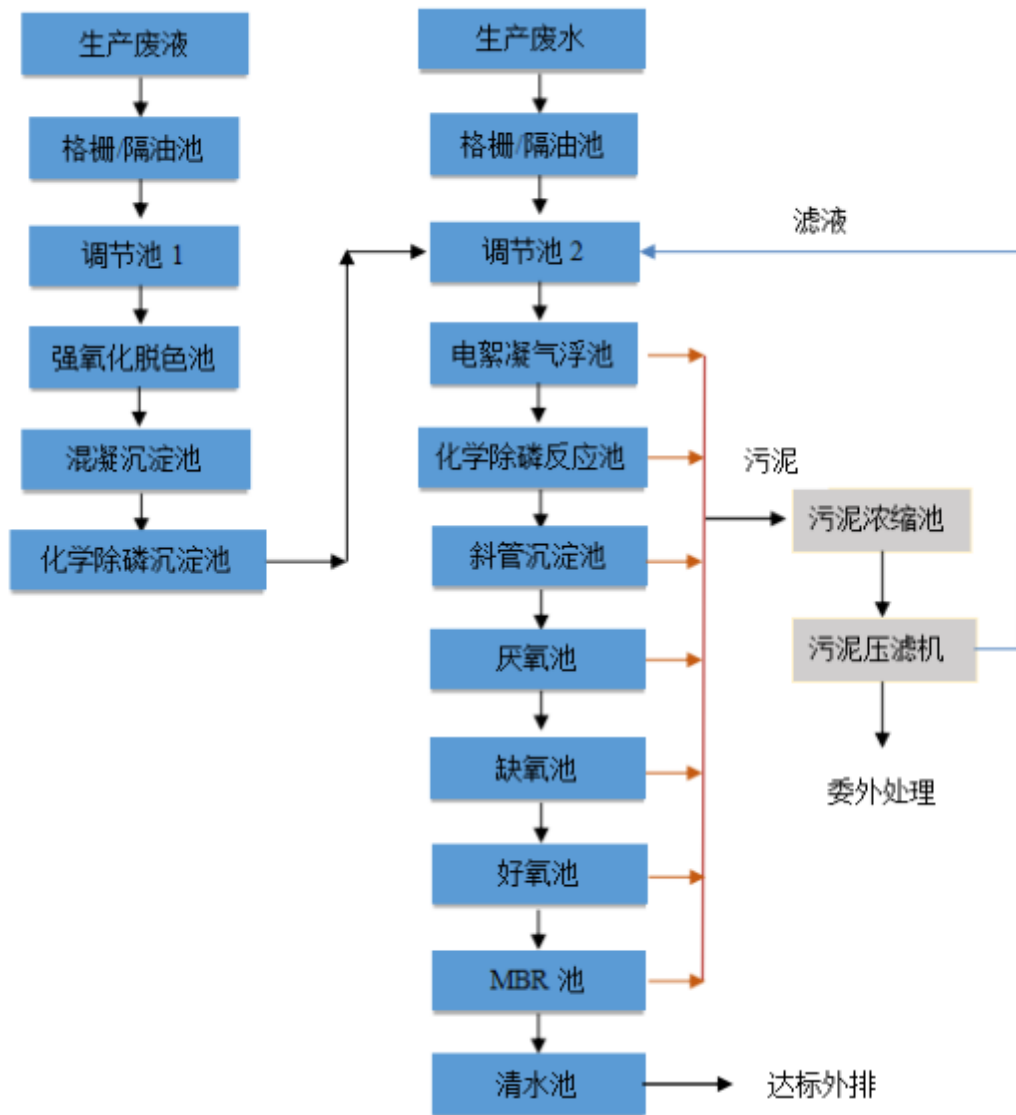 生产废液
格栅/隔油池
调节池 1
强氧化脱色池
混凝沉淀池
化学除磷沉淀池
生产废水
格栅/隔油池
调节池 2
电絮凝气浮池
化学除磷反应池
斜管沉淀池
厌氧池
缺氧池
好氧池
MBR 池
清水池
达标外排
滤液
污泥
污泥浓缩池
污泥压滤机
委外处理